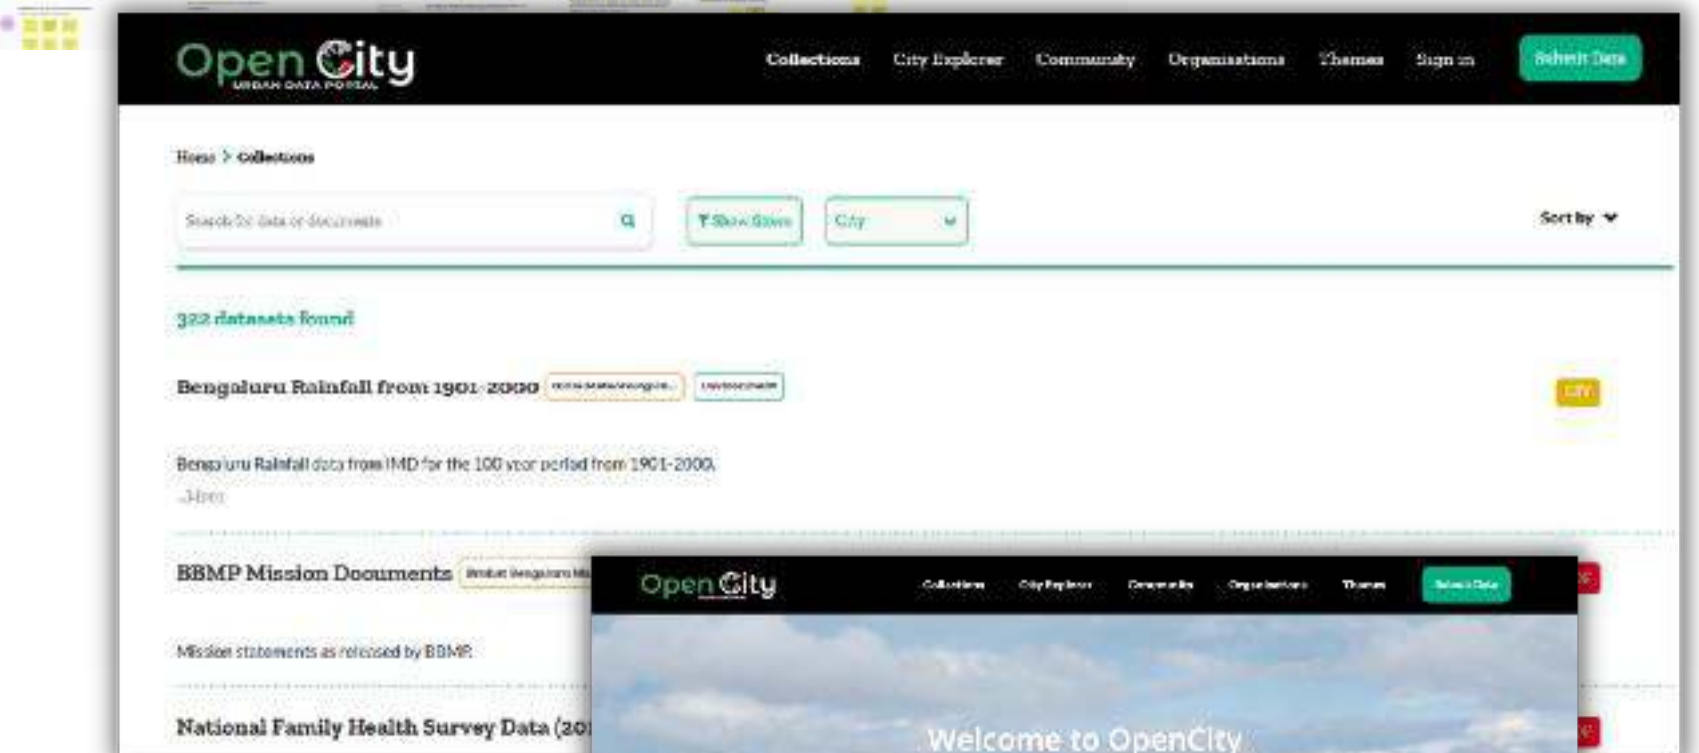 Open City
URBAN DATA PORTAL
Collections City Explorer Community Organisations Themes Sign in Submit Data
Home > Collections
Search for data or documents
Show filters
City
Sort by
322 datasets found
Bengaluru Rainfall from 1901-2000
Environment
CSV
Bengaluru Rainfall data from IMD for the 100 year period from 1901-2000.
...More
BBMP Mission Documents
Mission statements as released by BBMP.
National Family Health Survey Data (20
Open City
Collections City Explorer Community Organisations Themes Submit Data
Welcome to OpenCity